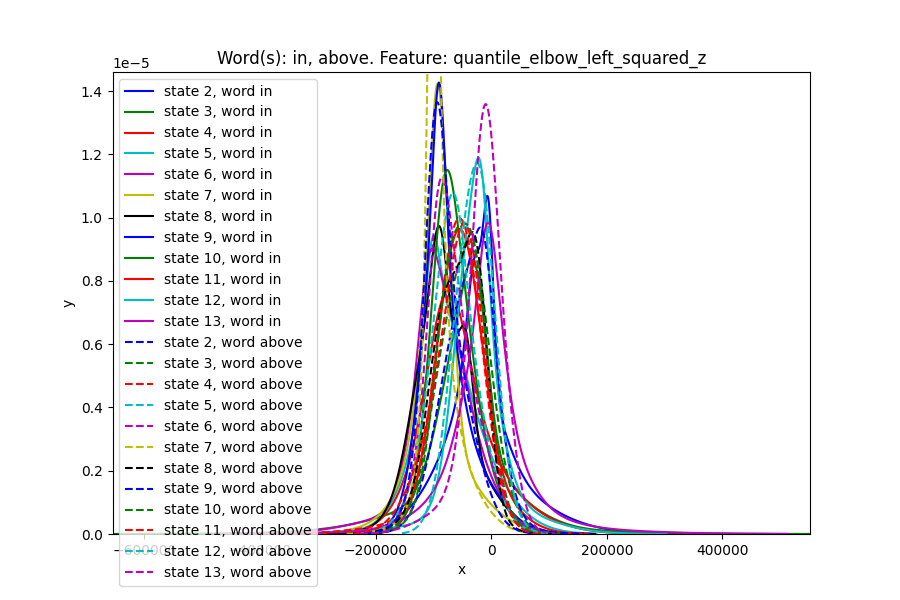 Word(s): in, above. Feature: quantile_elbow_left_squared_z
1e−5
1.4
1.2
1.0
0.8
0.6
0.4
0.2
0.0
y
state 2, word in
state 3, word in
state 4, word in
state 5, word in
state 6, word in
state 7, word in
state 8, word in
state 9, word in
state 10, word in
state 11, word in
state 12, word in
state 13, word in
state 2, word above
state 3, word above
state 4, word above
state 5, word above
state 6, word above
state 7, word above
state 8, word above
state 9, word above
state 10, word above
state 11, word above
state 12, word above
state 13, word above
−600000 −400000 −200000 0 200000 400000
x